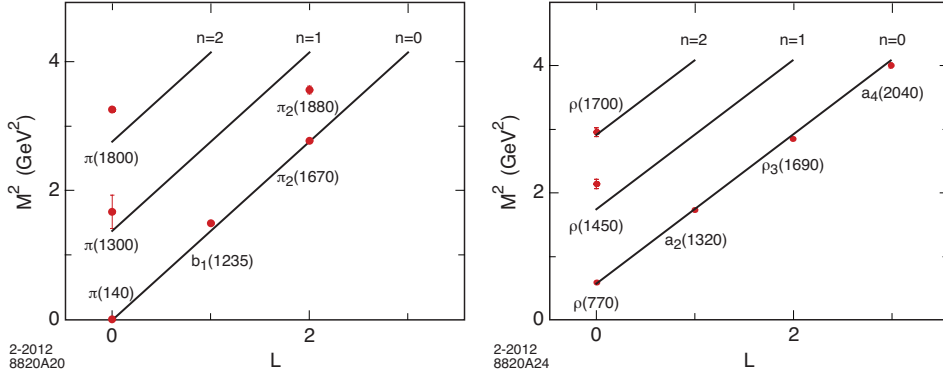 n=2
n=1
n=0
4
2
0
M² (GeV²)
π(1800)
π₂(1880)
π₂(1670)
π(1300)
b₁(1235)
π(140)
0
2
L
2-2012
8820A20
n=2
n=1
n=0
4
2
0
M² (GeV²)
ρ(1700)
a₄(2040)
ρ₃(1690)
ρ(1450)
a₂(1320)
ρ(770)
0
2
L
2-2012
8820A24